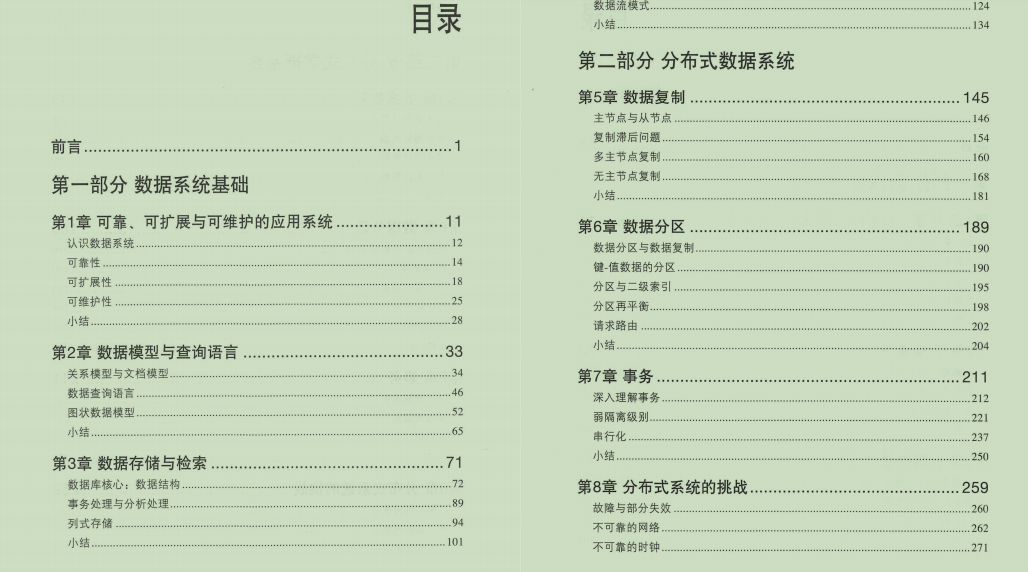 目录
前言 1
第一部分 数据系统基础
第1章 可靠、可扩展与可维护的应用系统 11
认识数据系统 12
可靠性 14
可扩展性 18
可维护性 25
小结 28
第2章 数据模型与查询语言 33
关系模型与文档模型 34
数据查询语言 46
图状数据模型 52
小结 65
第3章 数据存储与检索 71
数据库核心：数据结构 72
事务处理与分析处理 89
列式存储 94
小结 101
数据流模式 124
小结 134
第二部分 分布式数据系统
第5章 数据复制 145
主节点与从节点 146
复制滞后问题 154
多主节点复制 160
无主节点复制 168
小结 181
第6章 数据分区 189
数据分区与数据复制 190
键-值数据的分区 190
分区与二级索引 195
分区再平衡 198
请求路由 202
小结 204
第7章 事务 211
深入理解事务 212
弱隔离级别 221
串行化 237
小结 250
第8章 分布式系统的挑战 259
故障与部分失效 260
不可靠的网络 262
不可靠的时钟 271